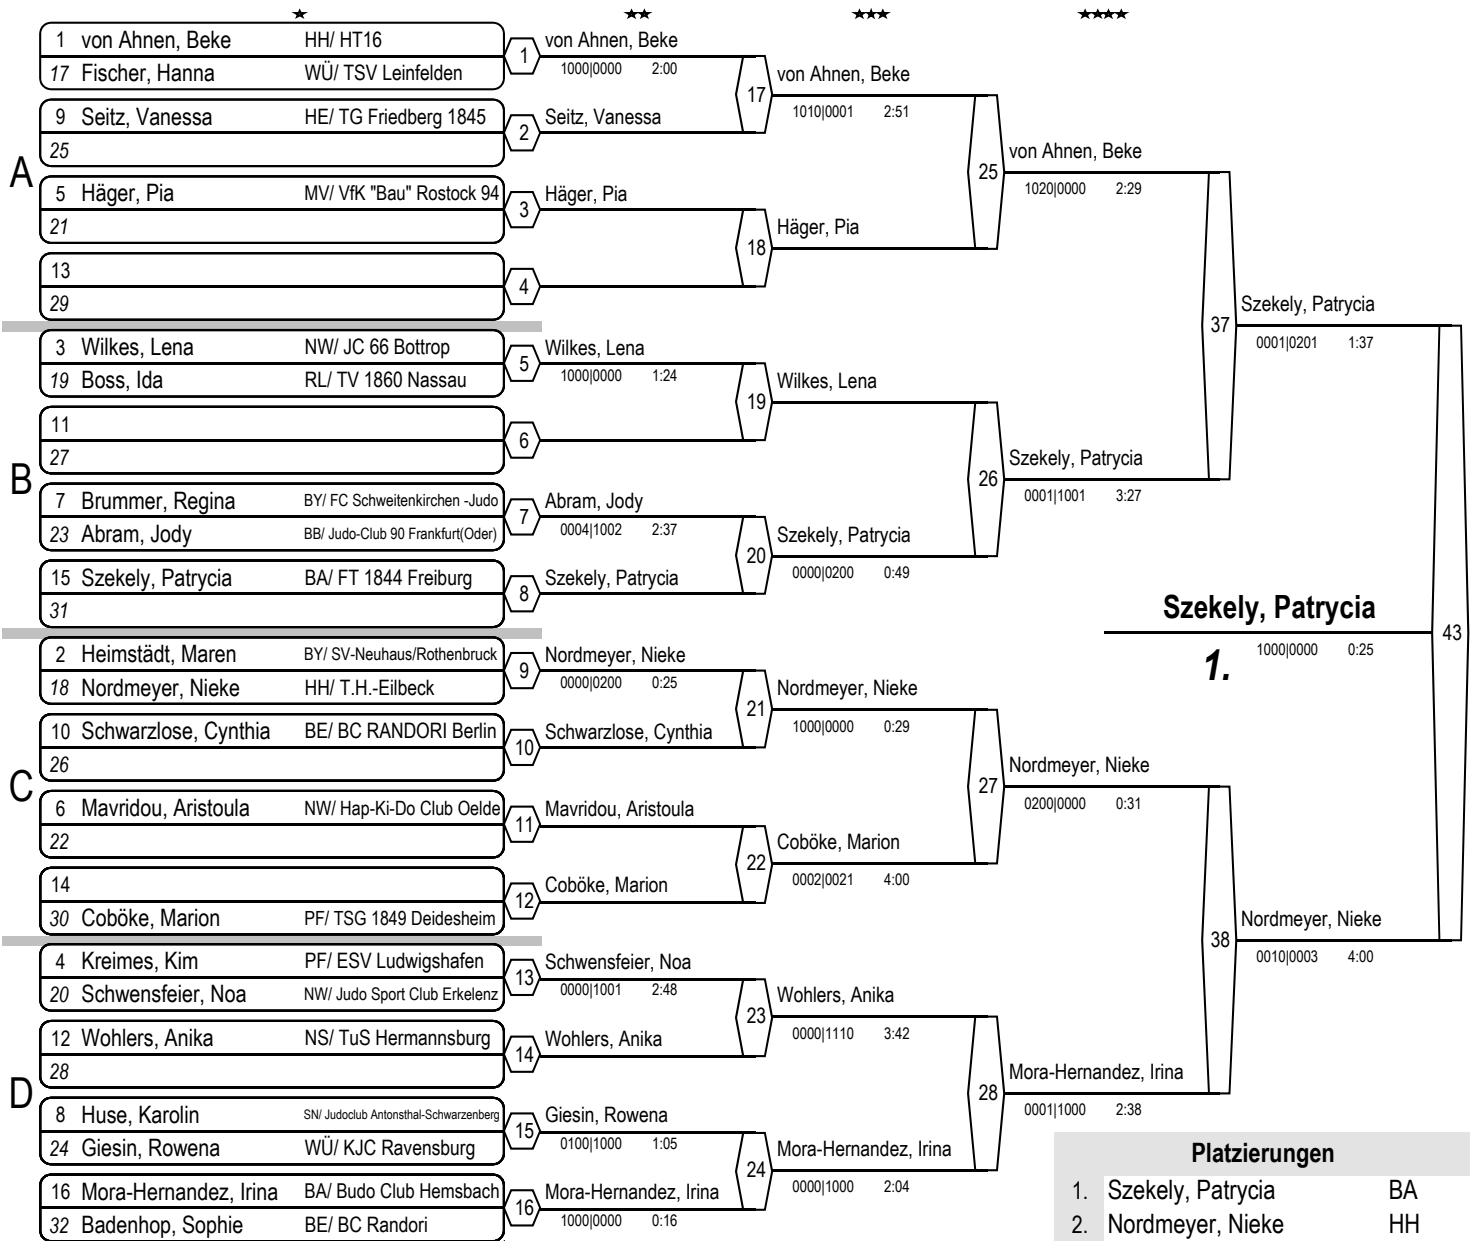 A
1 von Ahnen, Beke HH/ HT16
17 Fischer, Hanna WÜ/ TSV Leinfelden
9 Seitz, Vanessa HE/ TG Friedberg 1845
25
5 Häger, Pia MV/ VfK "Bau" Rostock 94
21
13
29
B
3 Wilkes, Lena NW/ JC 66 Bottrop
19 Boss, Ida RL/ TV 1860 Nassau
11
27
7 Brummer, Regina BY/ FC Schweitenkirchen -Judo
23 Abram, Jody BB/ Judo-Club 90 Frankfurt(Oder)
15 Szekely, Patrycia BA/ FT 1844 Freiburg
31
C
2 Heimstädt, Maren BY/ SV-Neuhaus/Rothenbruck
18 Nordmeyer, Nieke HH/ T.H.-Eilbeck
10 Schwarzlose, Cynthia BE/ BC RANDORI Berlin
26
6 Mavridou, Aristoula NW/ Hap-Ki-Do Club Oelde
22
14
30 Coböke, Marion PF/ TSG 1849 Deidesheim
D
4 Kreimes, Kim PF/ ESV Ludwigshafen
20 Schwensfeier, Noa NW/ Judo Sport Club Erkelenz
12 Wohlers, Anika NS/ TuS Hermannsburg
28
8 Huse, Karolin SN/ Judoclub Antonsthal-Schwarzenberg
24 Giesin, Rowena WÜ/ KJC Ravensburg
16 Mora-Hernandez, Irina BA/ Budo Club Hemsbach
32 Badenhop, Sophie BE/ BC Randori
1 von Ahnen, Beke
1000|0000 2:00
2 Seitz, Vanessa
3 Häger, Pia
4
5 Wilkes, Lena
1000|0000 1:24
6
7 Abram, Jody
0004|1002 2:37
8 Szekely, Patrycia
9 Nordmeyer, Nieke
0000|0200 0:25
10 Schwarzlose, Cynthia
11 Mavridou, Aristoula
12 Coböke, Marion
13 Schwensfeier, Noa
0000|1001 2:48
14 Wohlers, Anika
15 Giesin, Rowena
0100|1000 1:05
16 Mora-Hernandez, Irina
1000|0000 0:16
17 von Ahnen, Beke
1010|0001 2:51
18 Häger, Pia
19 Wilkes, Lena
20 Szekely, Patrycia
0000|0200 0:49
21 Nordmeyer, Nieke
1000|0000 0:29
22 Coböke, Marion
0002|0021 4:00
23 Wohlers, Anika
0000|1110 3:42
24 Mora-Hernandez, Irina
0000|1000 2:04
25 von Ahnen, Beke
1020|0000 2:29
26 Szekely, Patrycia
0001|1001 3:27
27 Nordmeyer, Nieke
0200|0000 0:31
28 Mora-Hernandez, Irina
0001|1000 2:38
37 Szekely, Patrycia
0001|0201 1:37
38 Nordmeyer, Nieke
0010|0003 4:00
43 Szekely, Patrycia
1. 1000|0000 0:25
Platzierungen
1. Szekely, Patrycia BA
2. Nordmeyer, Nieke HH